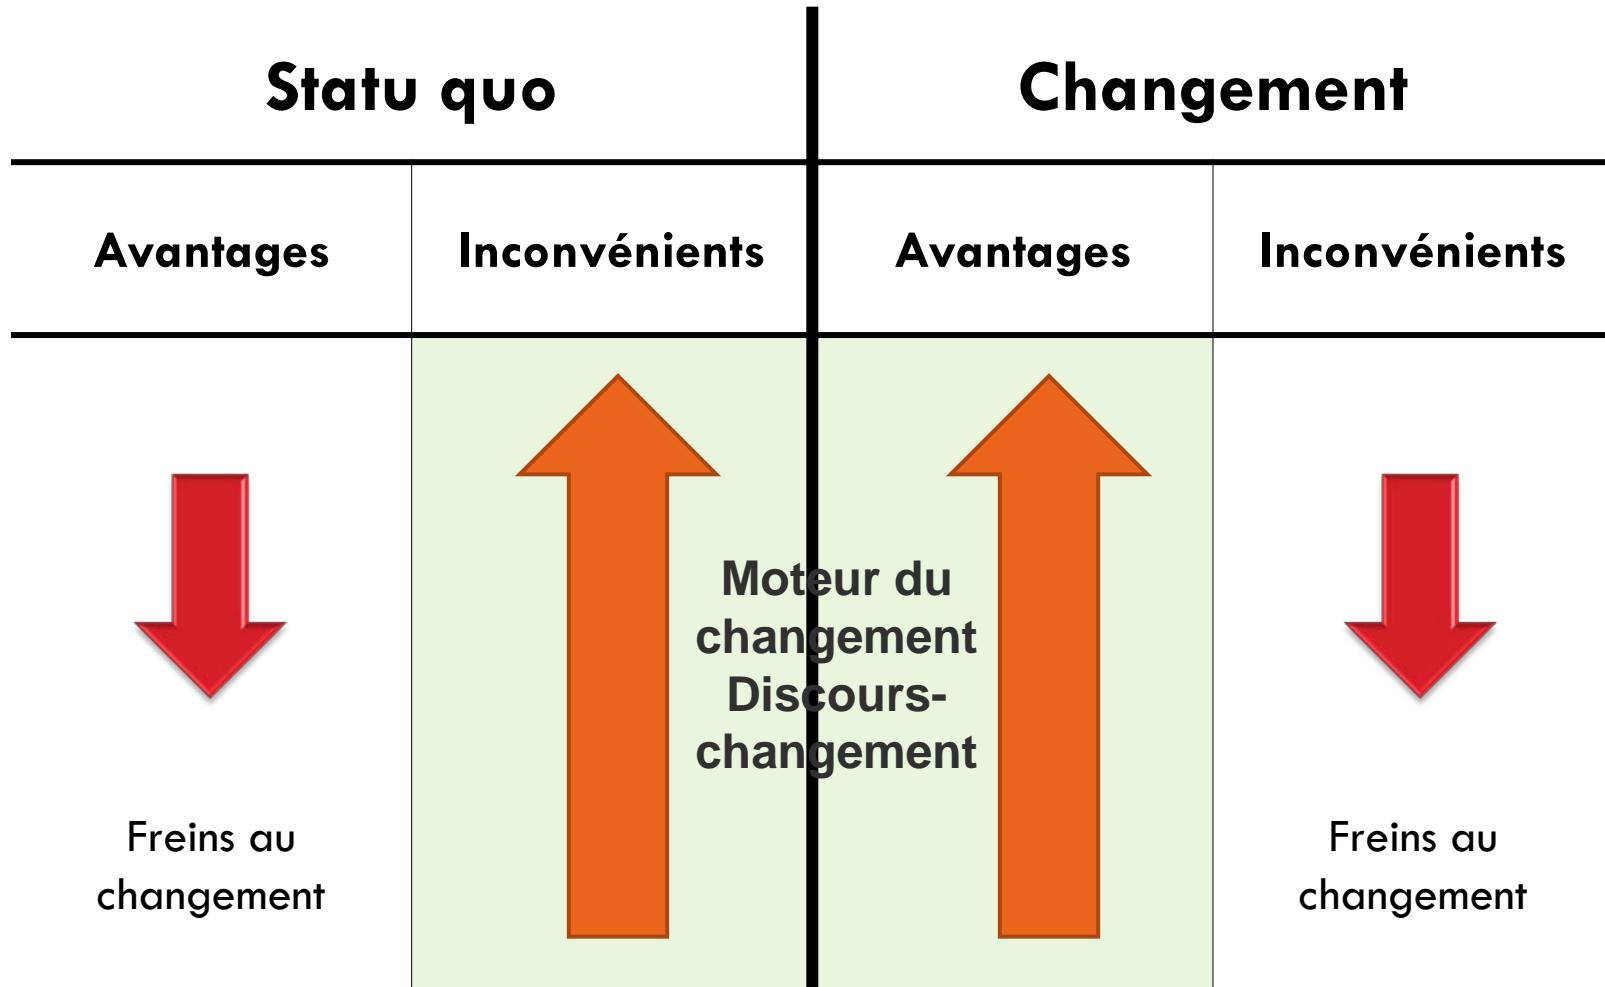 Statu quo
Changement
Avantages
Inconvénients
Avantages
Inconvénients
Moteur du
changement
Discours-
changement
Freins au
changement
Freins au
changement